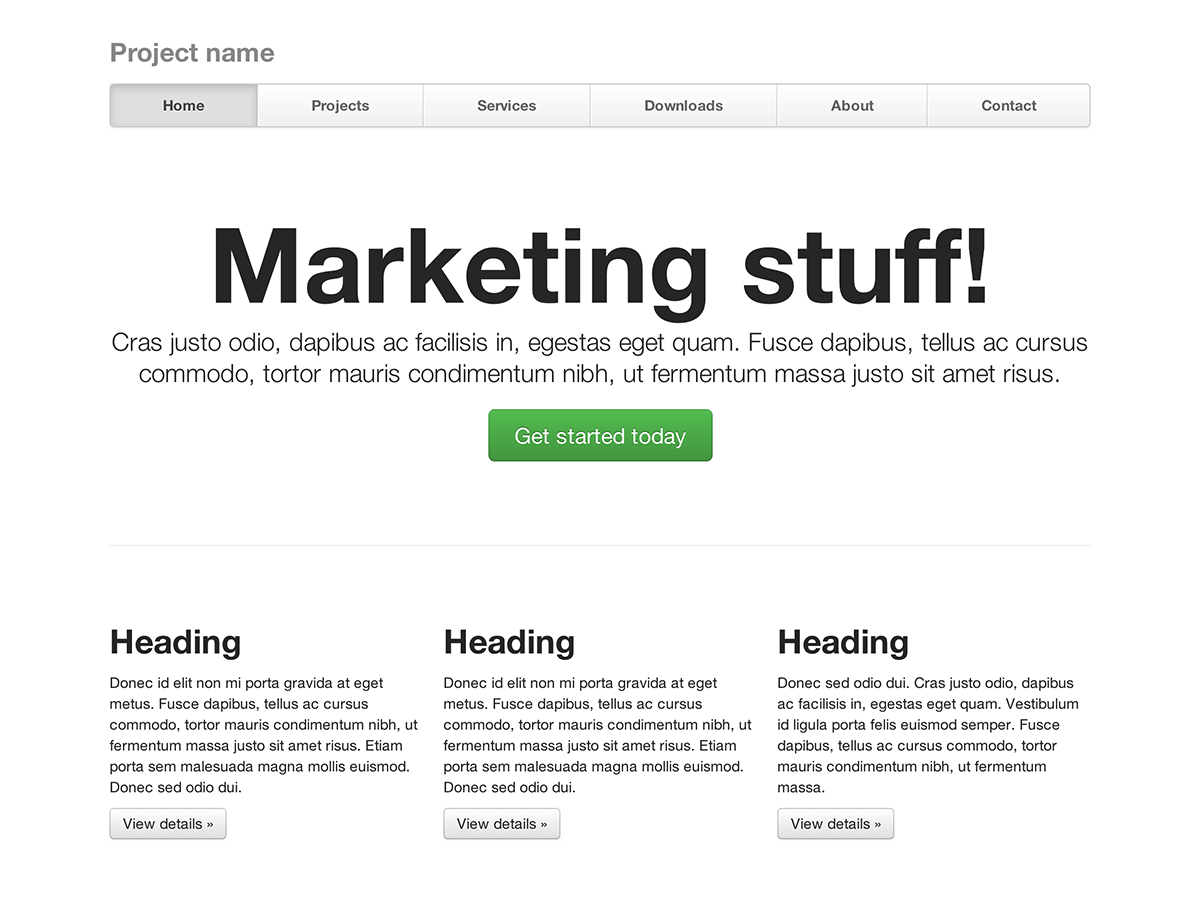 Project name
Home Projects Services Downloads About Contact
Marketing stuff!
Cras justo odio, dapibus ac facilisis in, egestas eget quam. Fusce dapibus, tellus ac cursus
commodo, tortor mauris condimentum nibh, ut fermentum massa justo sit amet risus.
Get started today
Heading
Donec id elit non mi porta gravida at eget
metus. Fusce dapibus, tellus ac cursus
commodo, tortor mauris condimentum nibh, ut
fermentum massa justo sit amet risus. Etiam
porta sem malesuada magna mollis euismod.
Donec sed odio dui.
View details »
Heading
Donec id elit non mi porta gravida at eget
metus. Fusce dapibus, tellus ac cursus
commodo, tortor mauris condimentum nibh, ut
fermentum massa justo sit amet risus. Etiam
porta sem malesuada magna mollis euismod.
Donec sed odio dui.
View details »
Heading
Donec sed odio dui. Cras justo odio, dapibus
ac facilisis in, egestas eget quam. Vestibulum
id ligula porta felis euismod semper. Fusce
dapibus, tellus ac cursus commodo, tortor
mauris condimentum nibh, ut fermentum
massa.
View details »